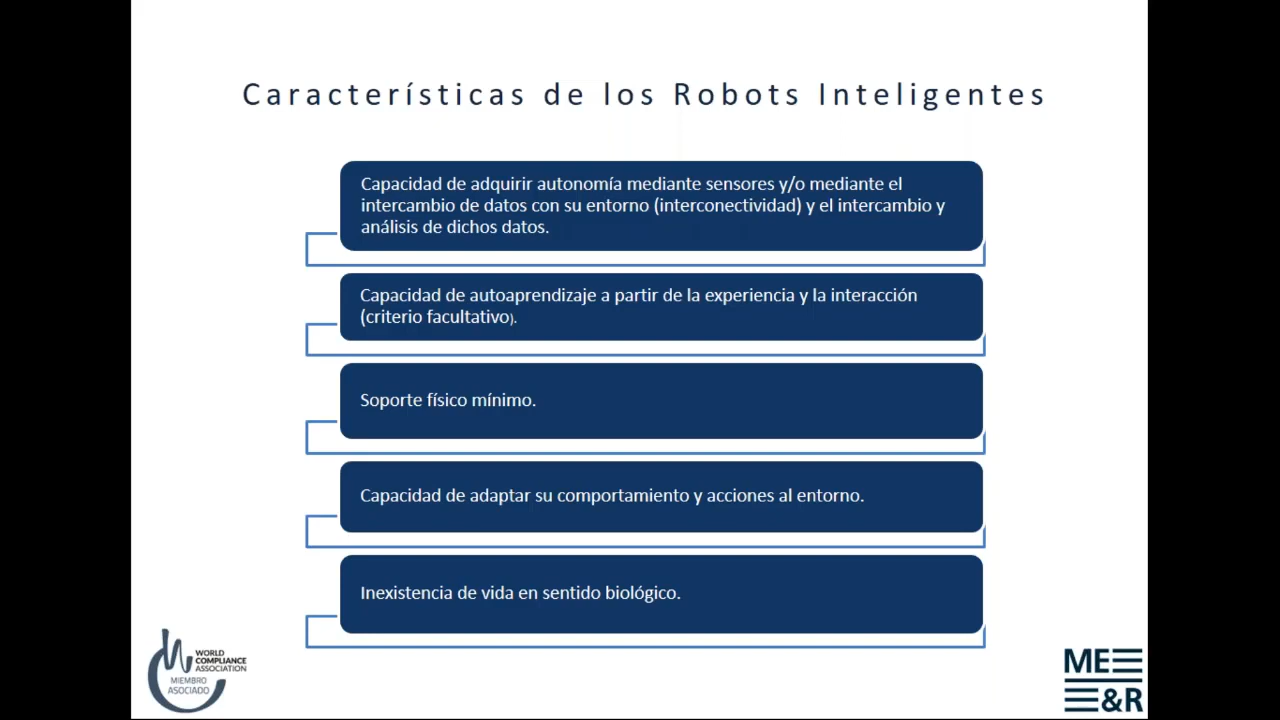 Características de los Robots Inteligentes
Capacidad de adquirir autonomía mediante sensores y/o mediante el
intercambio de datos con su entorno (interconectividad) y el intercambio y
análisis de dichos datos.
Capacidad de autoaprendizaje a partir de la experiencia y la interacción
(criterio facultativo).
Soporte físico mínimo.
Capacidad de adaptar su comportamiento y acciones al entorno.
Inexistencia de vida en sentido biológico.
WORLD
COMPLIANCE
ASSOCIATION
MIEMBRO
ASOCIADO
ME
&R